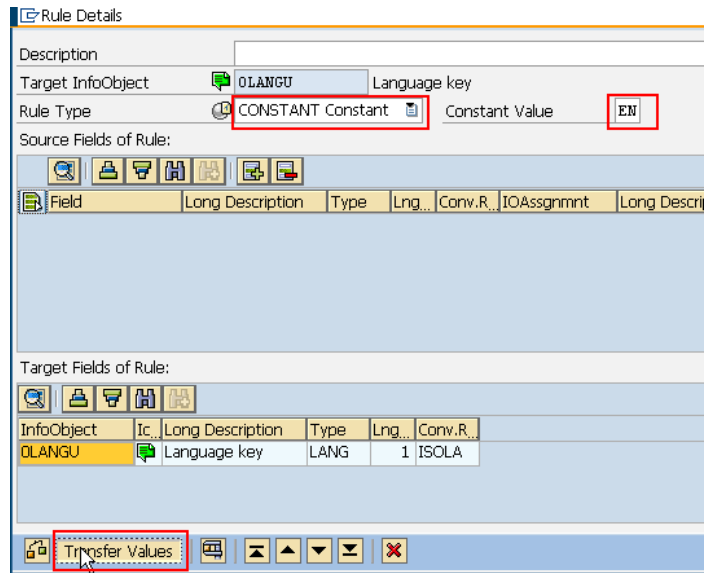 Rule Details
Description
Target InfoObject 0LANGU Language key
Rule Type CONSTANT Constant Constant Value EN
Source Fields of Rule:
Field Long Description Type Lng... Conv.R... IOAssgnmnt Long Descri
Target Fields of Rule:
InfoObject Ic... Long Description Type Lng... Conv.R...
0LANGU Language key LANG 1 ISOLA
Transfer Values